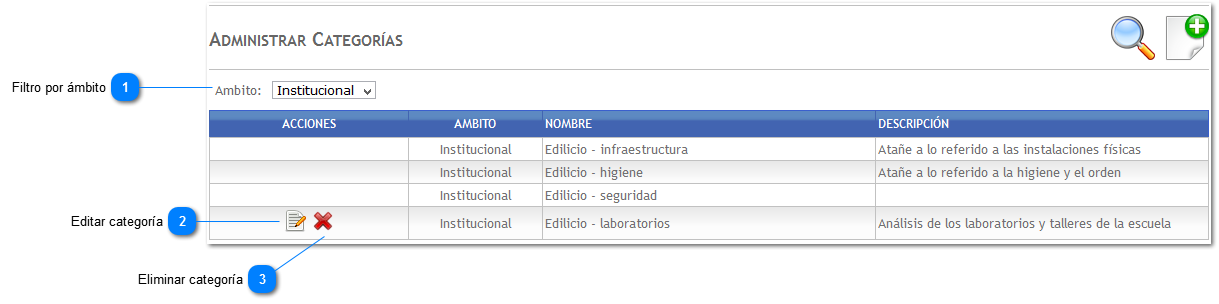 ADMINISTRAR CATEGORÍAS
Filtro por ámbito 1
Ambito: Institucional
ACCIONES AMBITO NOMBRE DESCRIPCIÓN
Institucional Edilicio - infraestructura Atañe a lo referido a las instalaciones físicas
Institucional Edilicio - higiene Atañe a lo referido a la higiene y el orden
Institucional Edilicio - seguridad
Editar categoría 2
Institucional Edilicio - laboratorios Análisis de los laboratorios y talleres de la escuela
Eliminar categoría 3